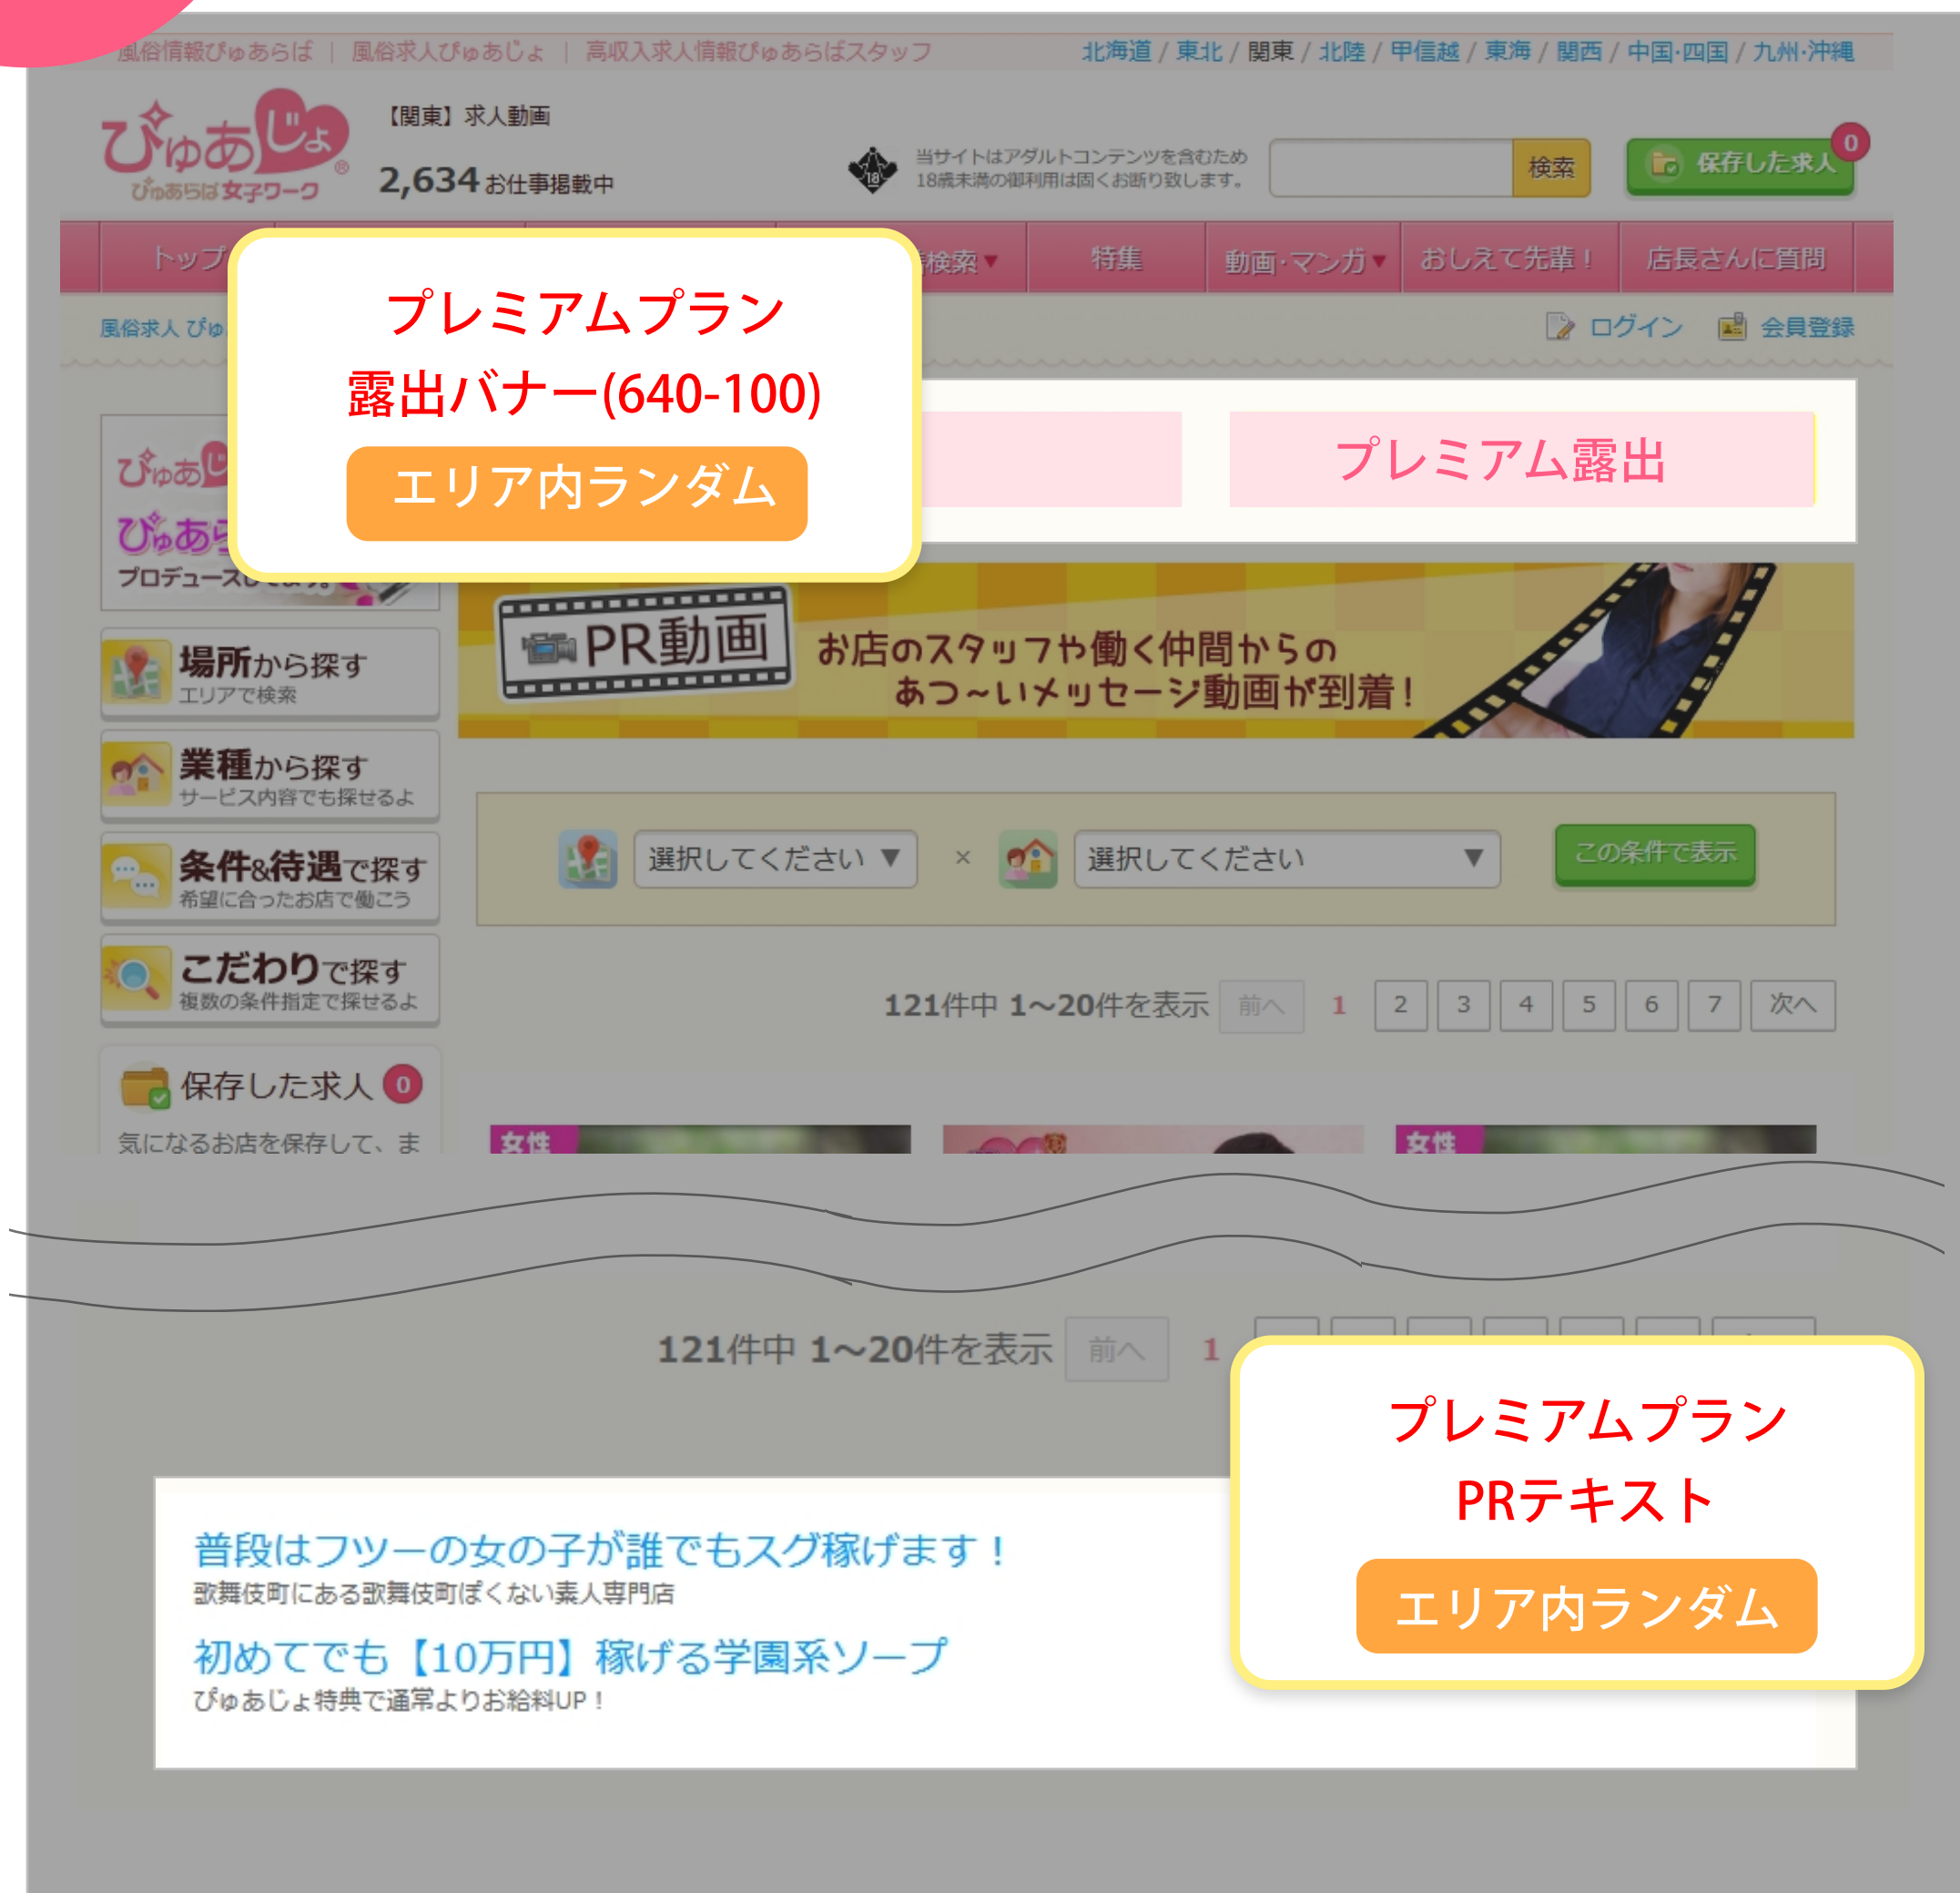 風俗情報ぴゅあらば | 風俗求人ぴゅあじょ | 高収入求人情報ぴゅあらばスタッフ
北海道 / 東北 / 関東 / 北陸 / 甲信越 / 東海 / 関西 / 中国·四国 / 九州·沖縄
ぴゅあじょ®
ぴゅあらば女子ワーク
【関東】求人動画
2,634 お仕事掲載中
18
当サイトはアダルトコンテンツを含むため
18歳未満の御利用は固くお断り致します。
検索
保存した求人
0
トップ
検索▼
特集
動画·マンガ▼
おしえて先輩！
店長さんに質問
風俗求人 ぴゅ
ログイン
会員登録
プレミアムプラン
露出バナー(640-100)
エリア内ランダム
プレミアム露出
ぴゅあ
ぴゅあら
プロデュース
PR動画
お店のスタッフや働く仲間からの
あつ～いメッセージ動画が到着！
場所から探す
エリアで検索
業種から探す
サービス内容でも探せるよ
条件&待遇で探す
希望に合ったお店で働こう
こだわりで探す
複数の条件指定で探せるよ
選択してください ▼
×
選択してください ▼
この条件で表示
121件中 1～20件を表示 前へ 1 2 3 4 5 6 7 次へ
保存した求人 0
気になるお店を保存して、ま
女性
女性
121件中 1～20件を表示 前へ 1
プレミアムプラン
PRテキスト
エリア内ランダム
普段はフツーの女の子が誰でもスグ稼げます！
歌舞伎町にある歌舞伎町ぽくない素人専門店
初めてでも【10万円】稼げる学園系ソープ
ぴゅあじょ特典で通常よりお給料UP！